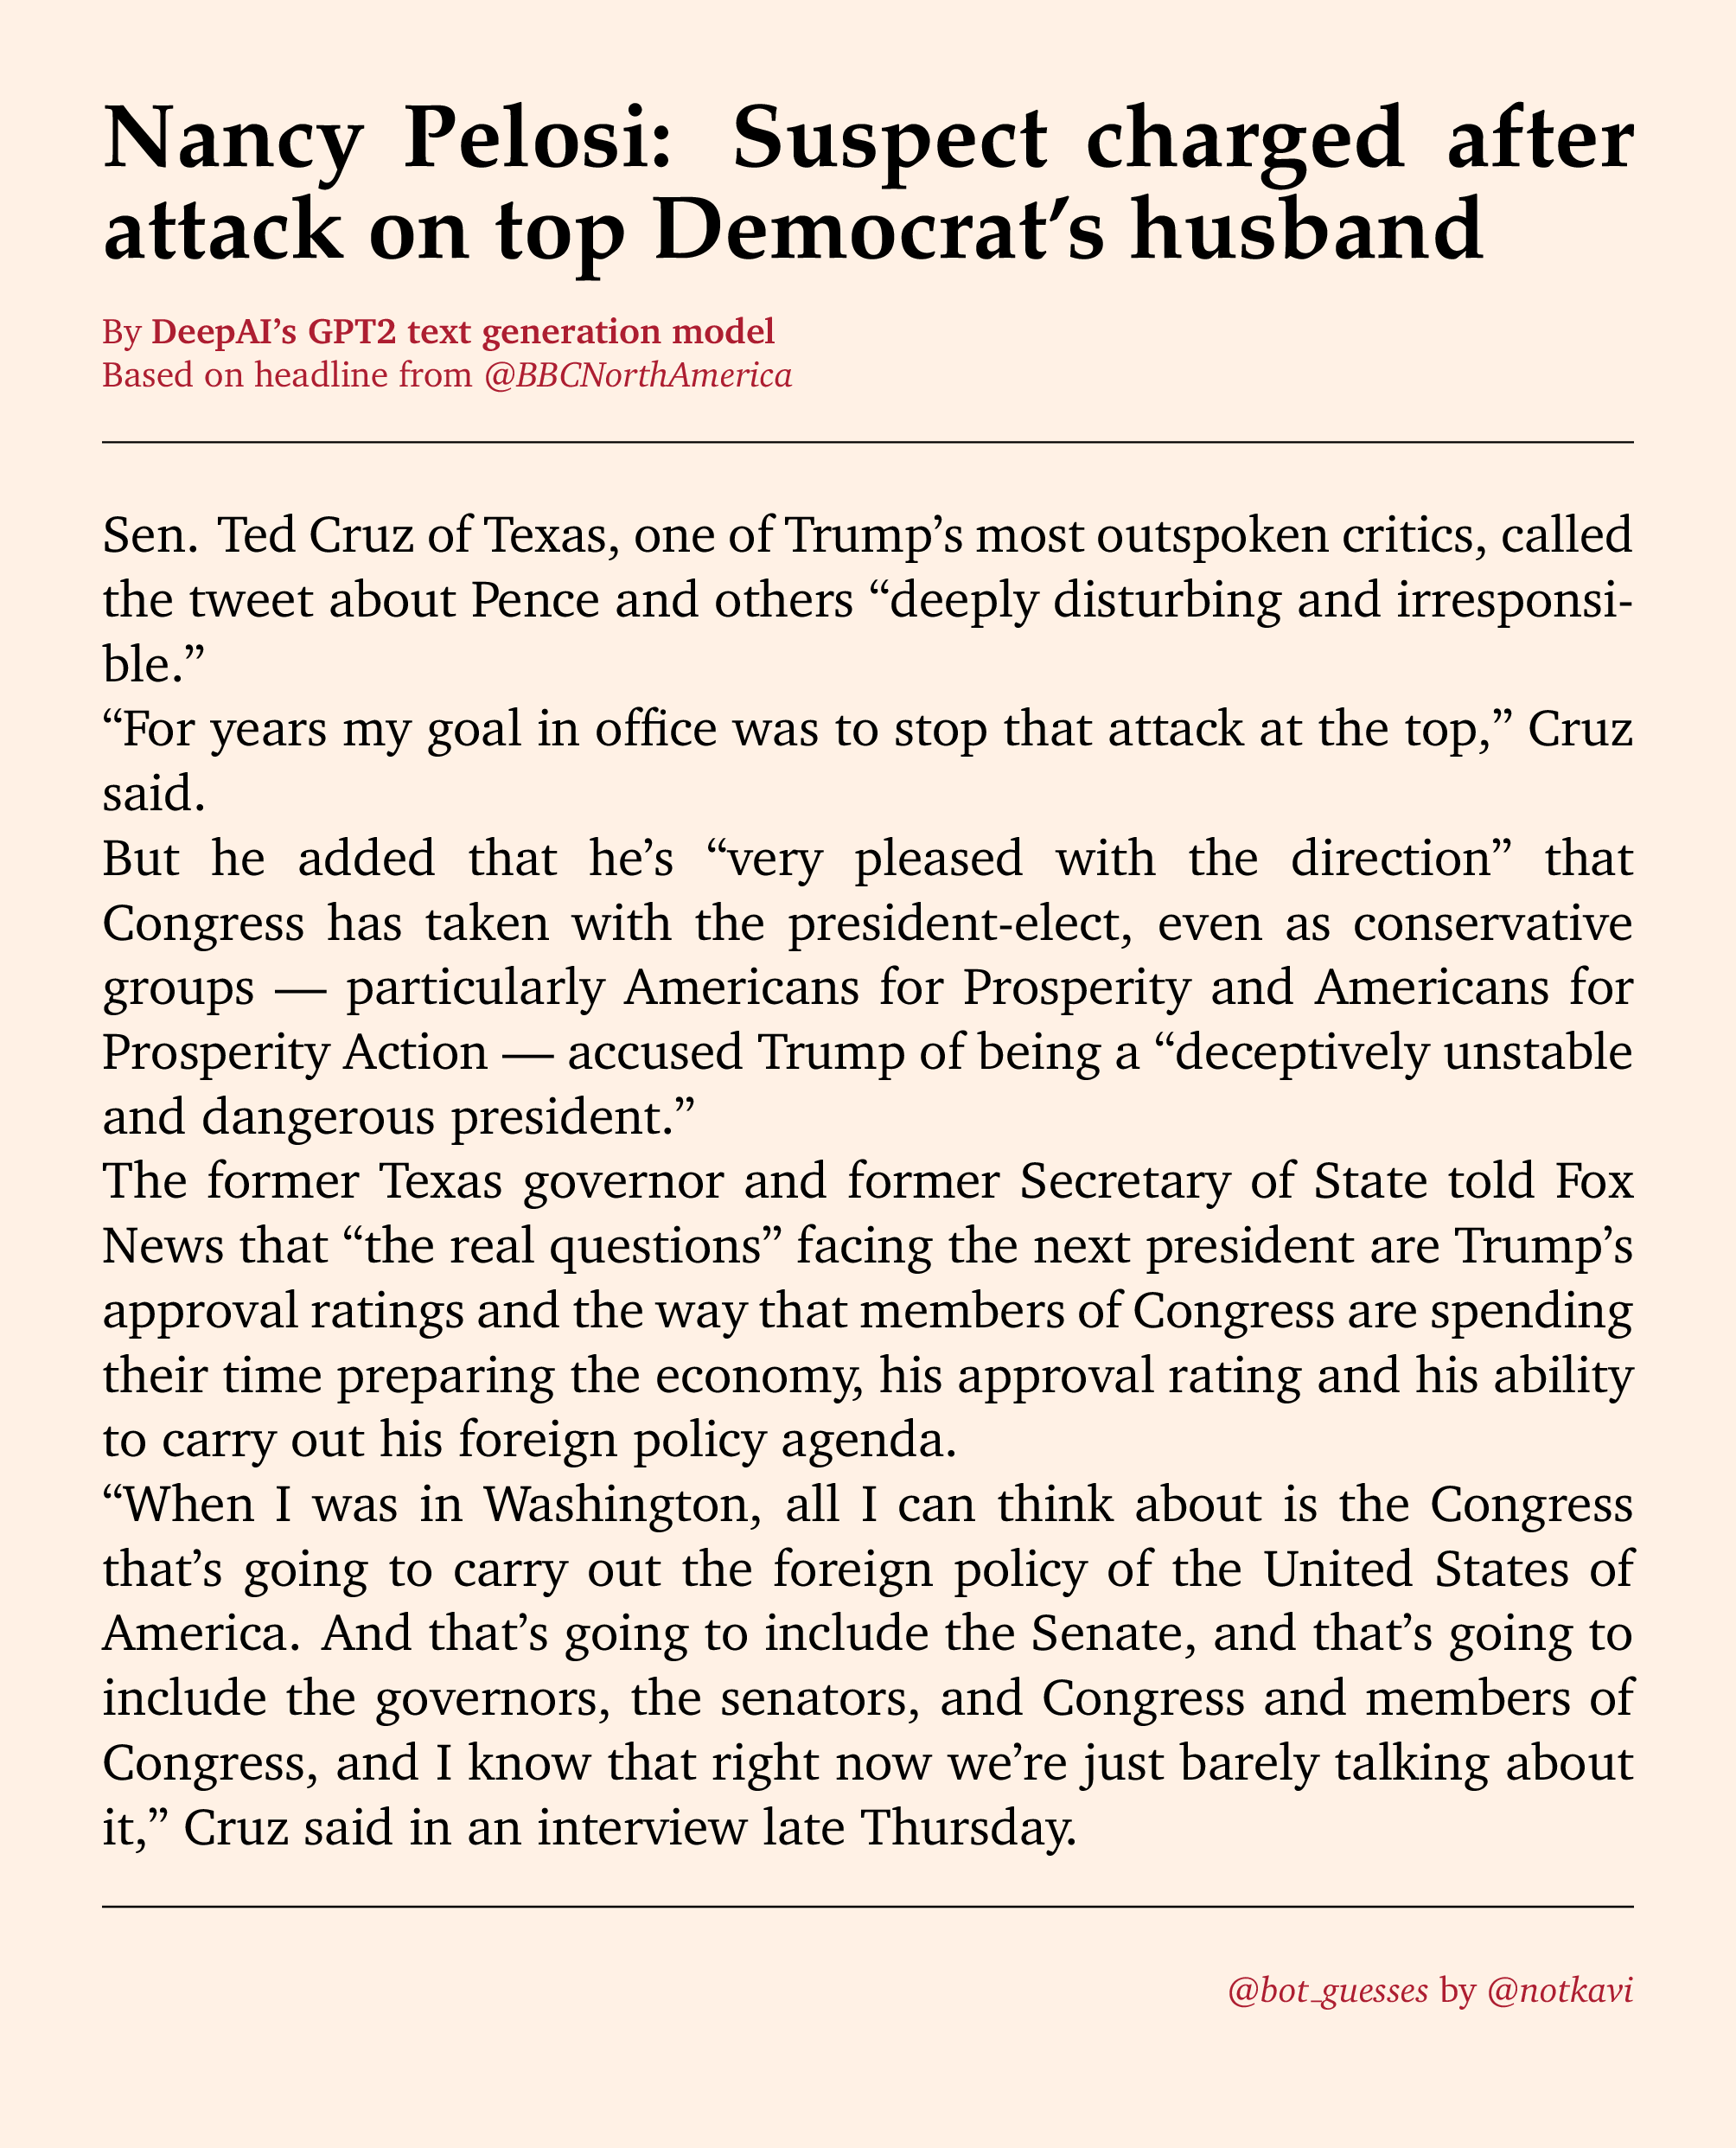 Nancy Pelosi: Suspect charged after
attack on top Democrat's husband
By DeepAI's GPT2 text generation model
Based on headline from @BBCNorthAmerica
Sen. Ted Cruz of Texas, one of Trump's most outspoken critics, called
the tweet about Pence and others “deeply disturbing and irresponsi-
ble.”
“For years my goal in office was to stop that attack at the top,” Cruz
said.
But he added that he's “very pleased with the direction” that
Congress has taken with the president-elect, even as conservative
groups — particularly Americans for Prosperity and Americans for
Prosperity Action — accused Trump of being a “deceptively unstable
and dangerous president.”
The former Texas governor and former Secretary of State told Fox
News that “the real questions” facing the next president are Trump's
approval ratings and the way that members of Congress are spending
their time preparing the economy, his approval rating and his ability
to carry out his foreign policy agenda.
“When I was in Washington, all I can think about is the Congress
that's going to carry out the foreign policy of the United States of
America. And that's going to include the Senate, and that's going to
include the governors, the senators, and Congress and members of
Congress, and I know that right now we're just barely talking about
it,” Cruz said in an interview late Thursday.
@bot_guesses by @notkavi